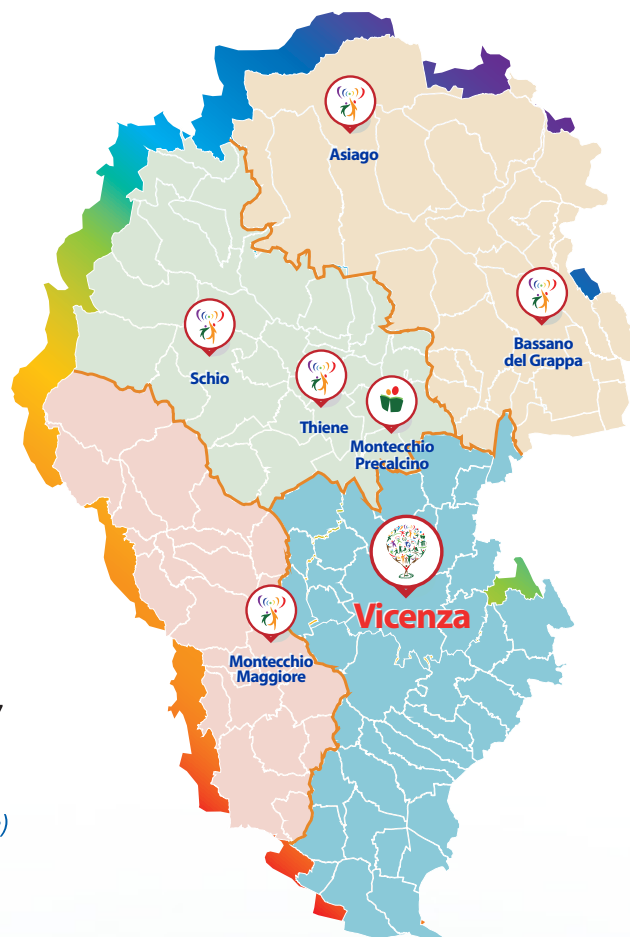 Asiago
Bassano
del Grappa
Schio
Thiene
Montecchio
Precalcino
Vicenza
Montecchio
Maggiore
)